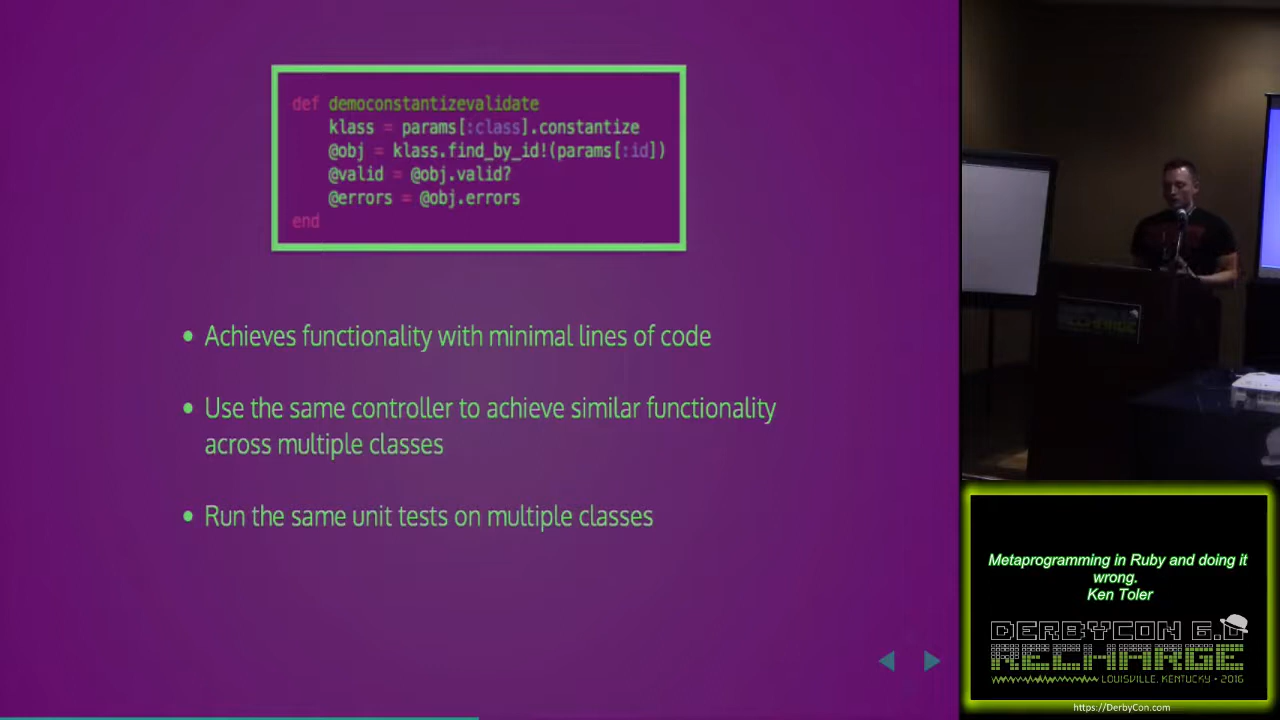 def democonstantizevalidate
klass = params[:class].constantize
@obj = klass.find_by_id!(params[:id])
@valid = @obj.valid?
@errors = @obj.errors
end
• Achieves functionality with minimal lines of code
• Use the same controller to achieve similar functionality
across multiple classes
• Run the same unit tests on multiple classes
Metaprogramming in Ruby and doing it
wrong.
Ken Toler
DERBYCON 6.0
RECHARGE
LOUISVILLE, KENTUCKY • 2016
https://DerbyCon.com